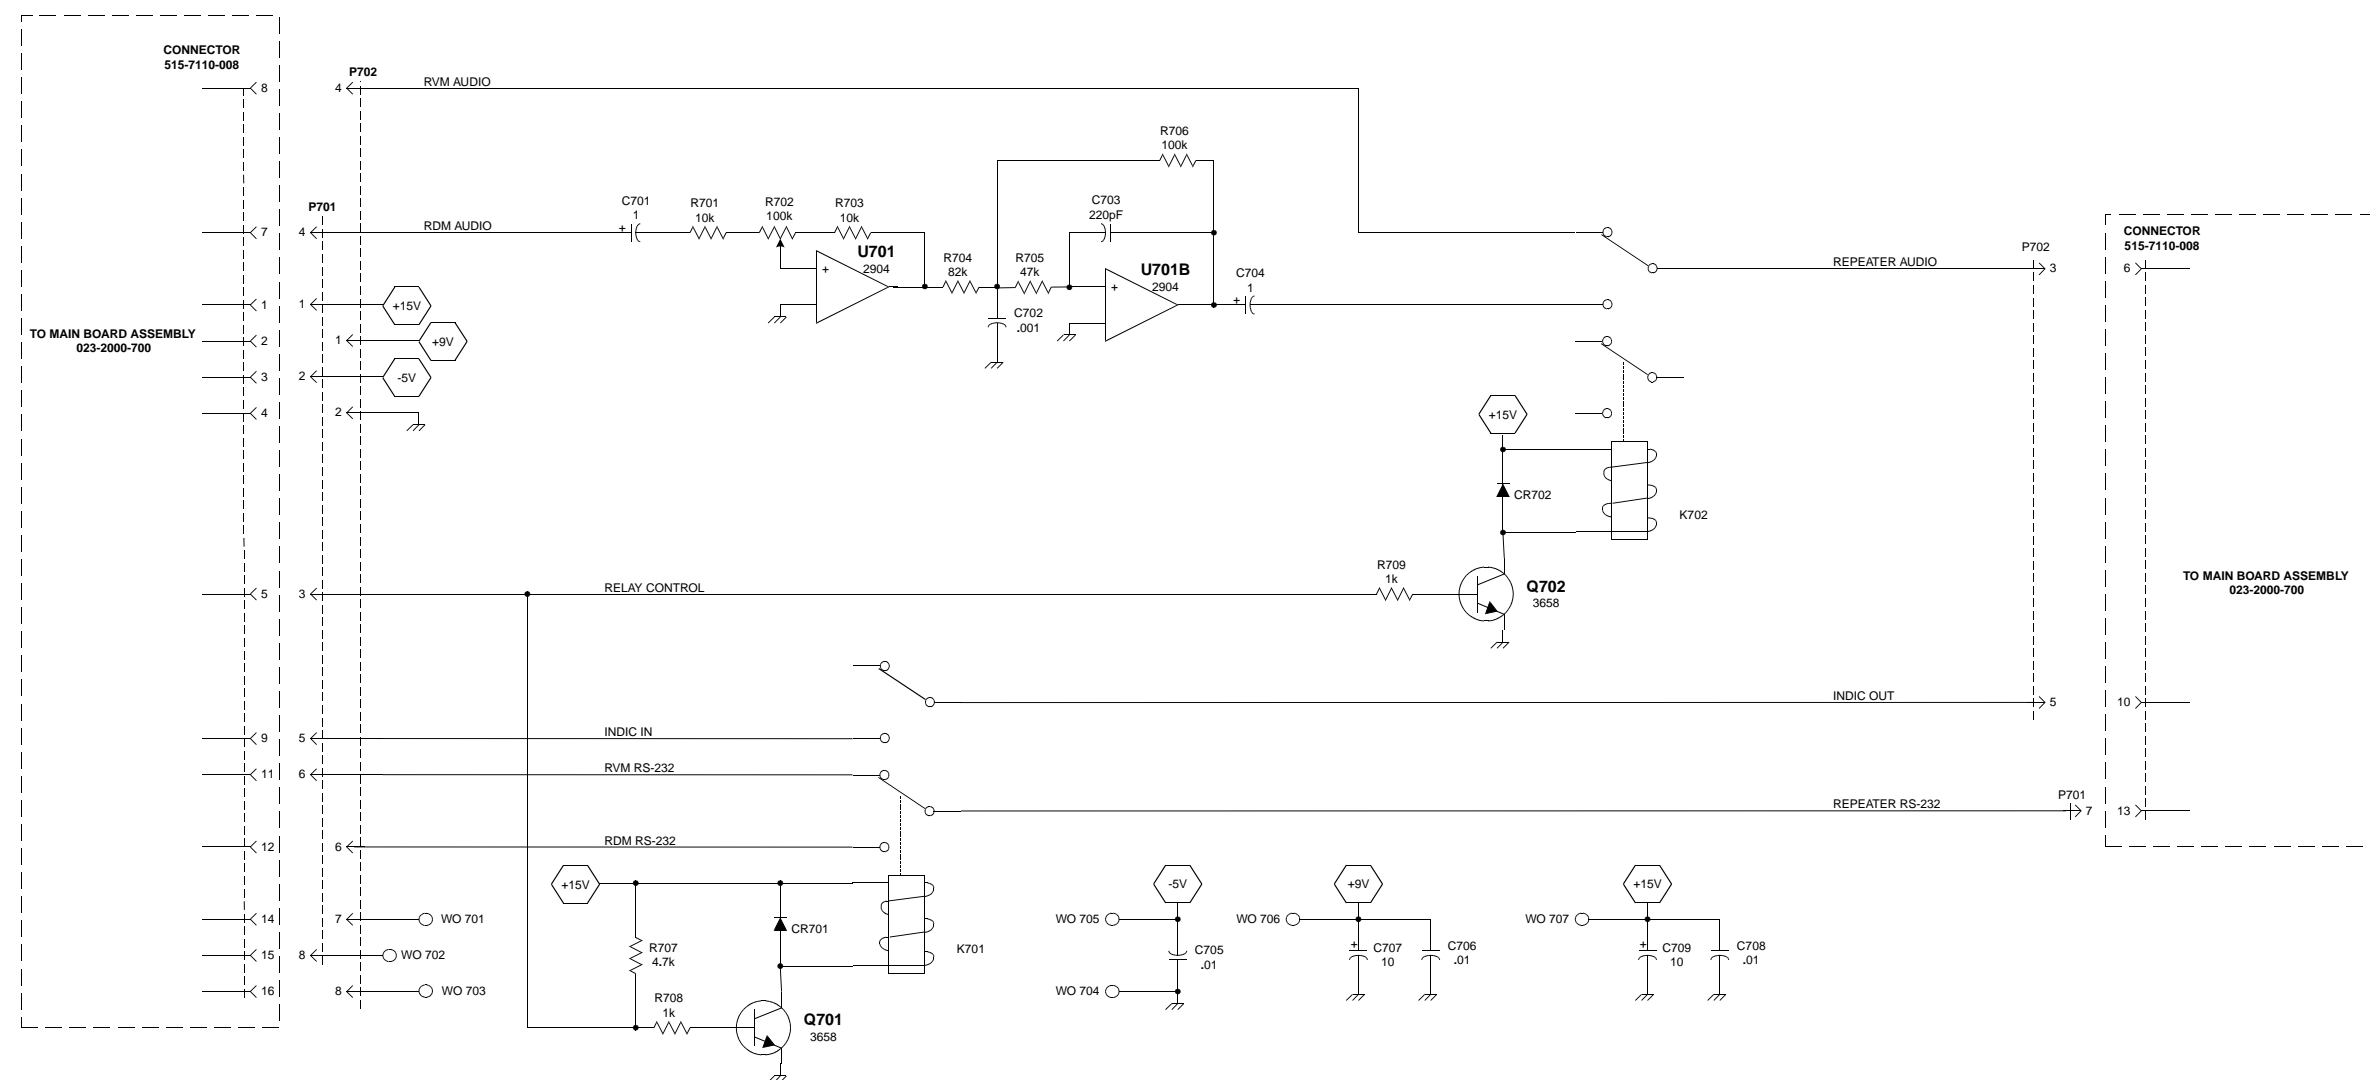 CONNECTOR
515-7110-008
8
P702
4
RVM AUDIO
R706
100k
P701
7
4
RDM AUDIO
C701
1
+
R701
10k
R702
100k
R703
10k
U701
2904
+
R704
82k
R705
47k
C703
220pF
C702
.001
U701B
2904
+
C704
1
+
REPEATER AUDIO
P702
3
CONNECTOR
515-7110-008
6
1
1
+15V
TO MAIN BOARD ASSEMBLY
023-2000-700
2
1
+9V
3
2
-5V
4
2
+15V
CR702
K702
5
3
RELAY CONTROL
R709
1k
Q702
3658
TO MAIN BOARD ASSEMBLY
023-2000-700
INDIC OUT
5
10
9
5
INDIC IN
11
6
RVM RS-232
REPEATER RS-232
P701
7
13
12
6
RDM RS-232
+15V
CR701
K701
R707
4.7k
R708
1k
Q701
3658
14
7
WO 701
15
8
WO 702
16
8
WO 703
-5V
WO 705
C705
.01
WO 704
+9V
WO 706
+
C707
10
C706
.01
+15V
WO 707
+
C709
10
C708
.01